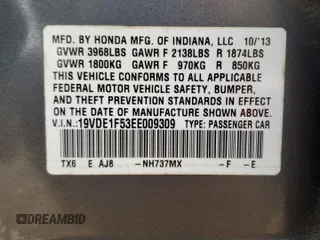 MFD. BY HONDA MFG. OF INDIANA, LLC 10/'13
GVWR 3968LBS GAWR F 2138LBS R 1874LBS
GVWR 1800KG GAWR F 970KG R 850KG
THIS VEHICLE CONFORMS TO ALL APPLICABLE
FEDERAL MOTOR VEHICLE SAFETY, BUMPER,
AND THEFT PREVENTION STANDARDS IN EFFECT
ON THE DATE OF MANUFACTURE SHOWN
ABOVE.
V.I.N.: 19VDE1F53EE009309 TYPE: PASSENGER CAR
TX6 E AJ8 -NH737MX -F -E
DREAMBID